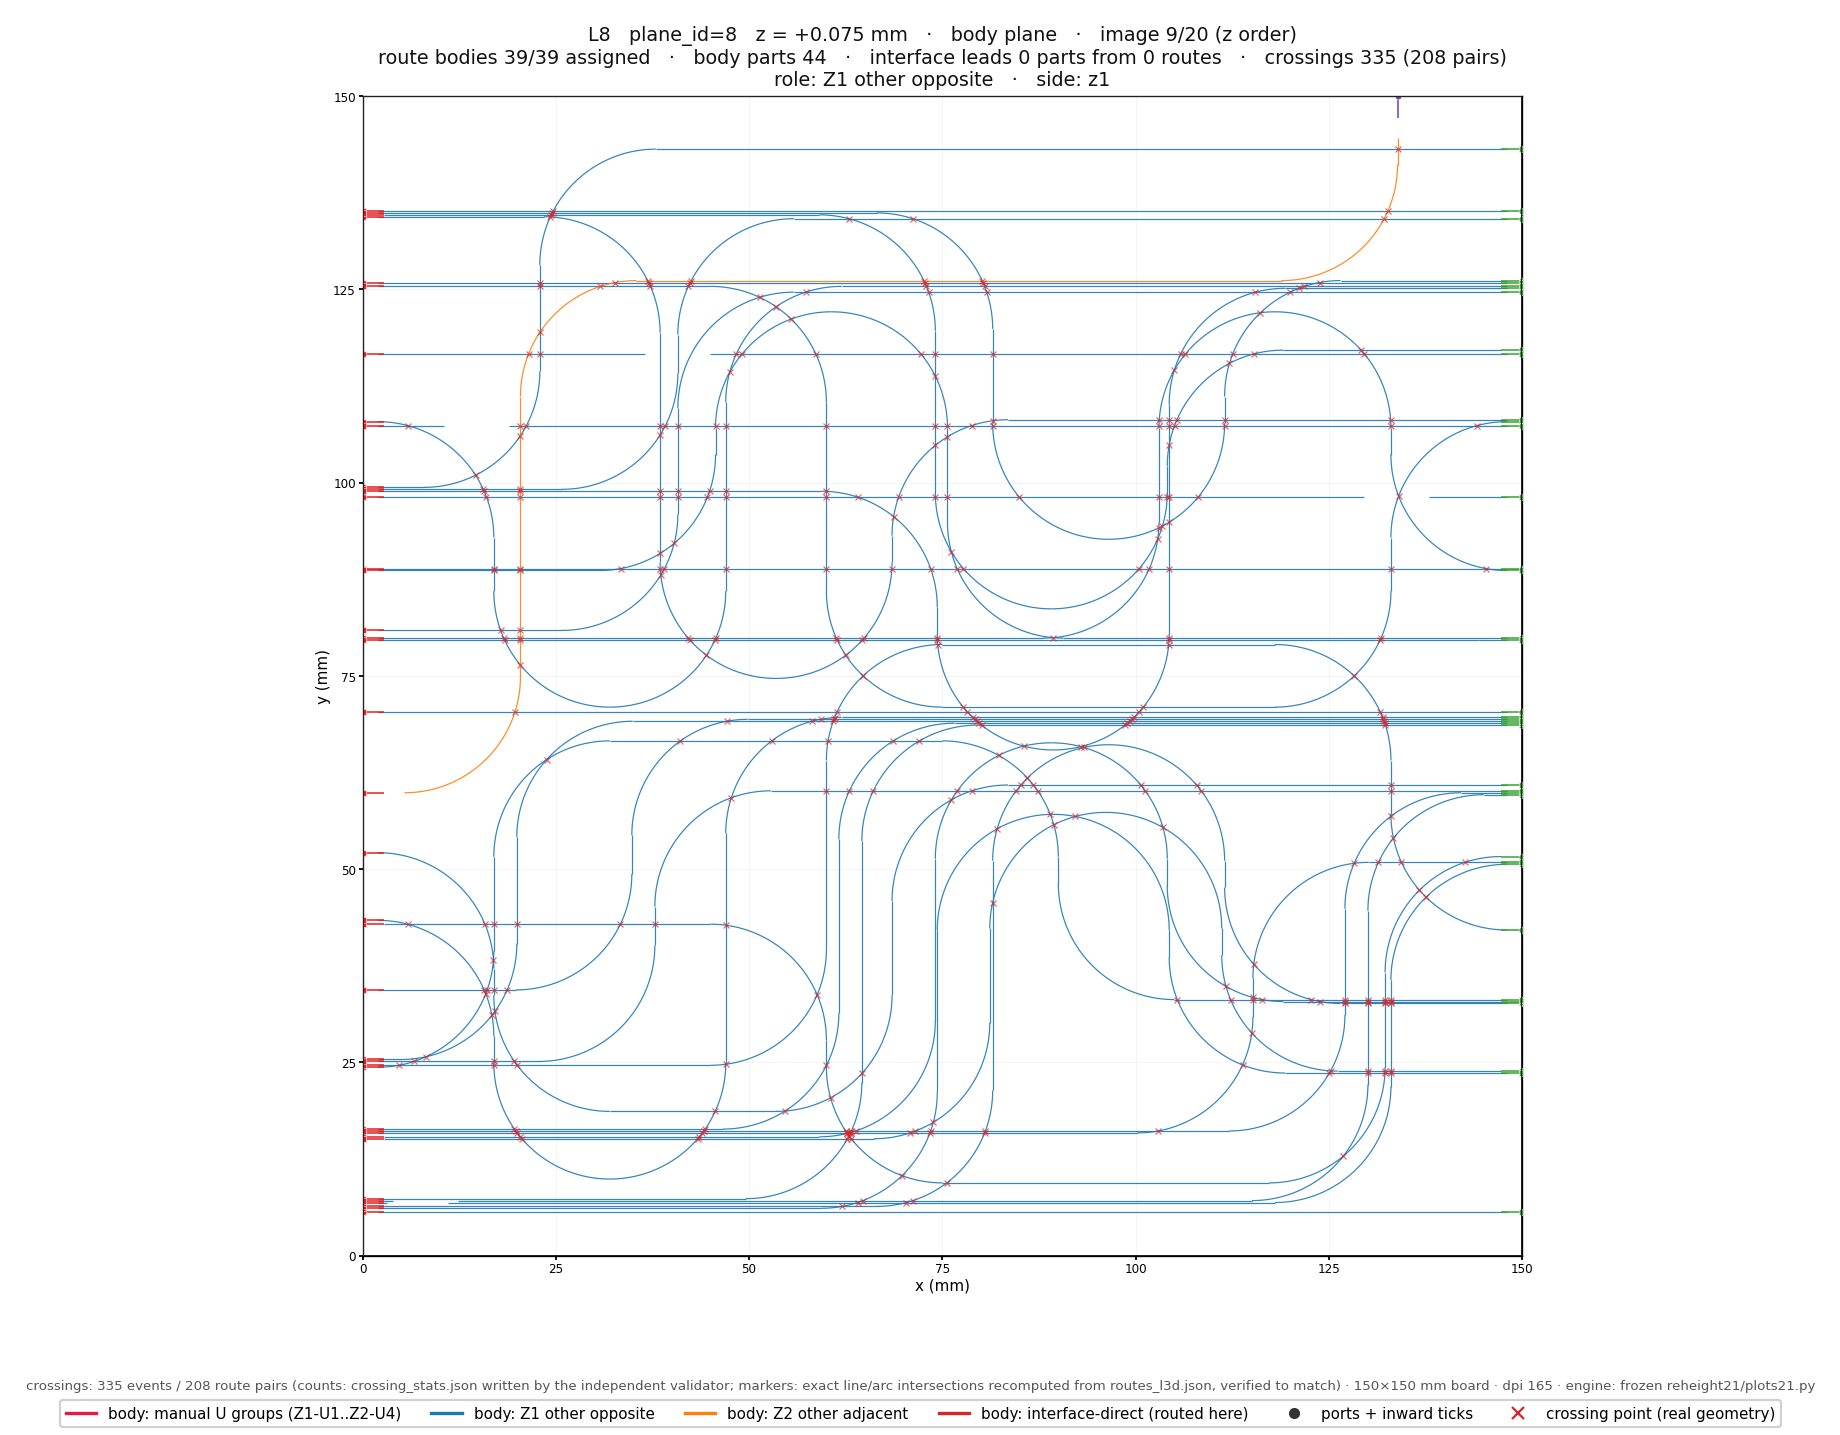 L8   plane_id=8   z = +0.075 mm   ·   body plane   ·   image 9/20 (z order)
route bodies 39/39 assigned   ·   body parts 44   ·   interface leads 0 parts from 0 routes   ·   crossings 335 (208 pairs)
role: Z1 other opposite   ·   side: z1
150
125
100
75
50
25
0
y (mm)
0 25 50 75 100 125 150
x (mm)
crossings: 335 events / 208 route pairs (counts: crossing_stats.json written by the independent validator; markers: exact line/arc intersections recomputed from routes_l3d.json, verified to match) · 150×150 mm board · dpi 165 · engine: frozen reheight21/plots21.py
body: manual U groups (Z1-U1..Z2-U4) body: Z1 other opposite body: Z2 other adjacent body: interface-direct (routed here) ports + inward ticks crossing point (real geometry)